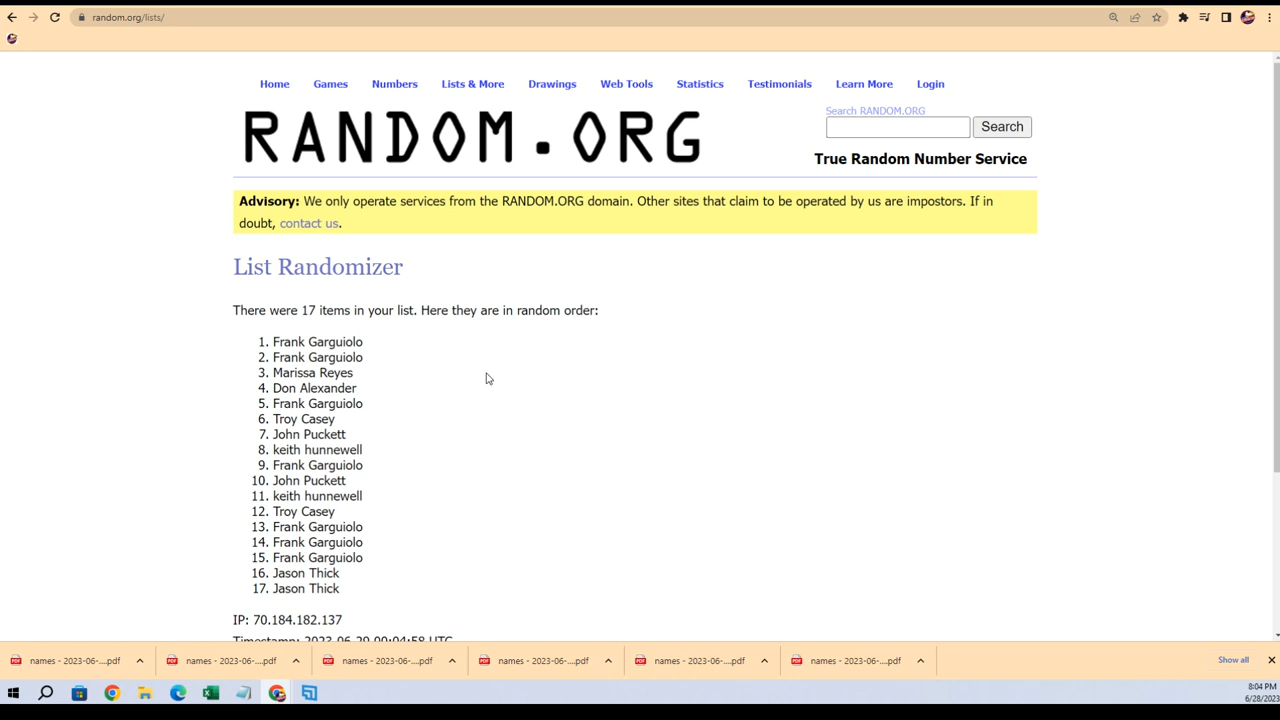 random.org/lists/
Home Games Numbers Lists & More Drawings Web Tools Statistics Testimonials Learn More Login
Search RANDOM.ORG
RANDOM.ORG
Search
True Random Number Service
Advisory: We only operate services from the RANDOM.ORG domain. Other sites that claim to be operated by us are impostors. If in
doubt, contact us.
List Randomizer
There were 17 items in your list. Here they are in random order:
1. Frank Garguiolo
2. Frank Garguiolo
3. Marissa Reyes
4. Don Alexander
5. Frank Garguiolo
6. Troy Casey
7. John Puckett
8. keith hunnewell
9. Frank Garguiolo
10. John Puckett
11. keith hunnewell
12. Troy Casey
13. Frank Garguiolo
14. Frank Garguiolo
15. Frank Garguiolo
16. Jason Thick
17. Jason Thick
IP: 70.184.182.137
Timestamp: 2023-06-29 00:04:58 UTC
names - 2023-06-....pdf names - 2023-06-....pdf names - 2023-06-....pdf names - 2023-06-....pdf names - 2023-06-....pdf names - 2023-06-....pdf Show all
8:04 PM
6/28/2023